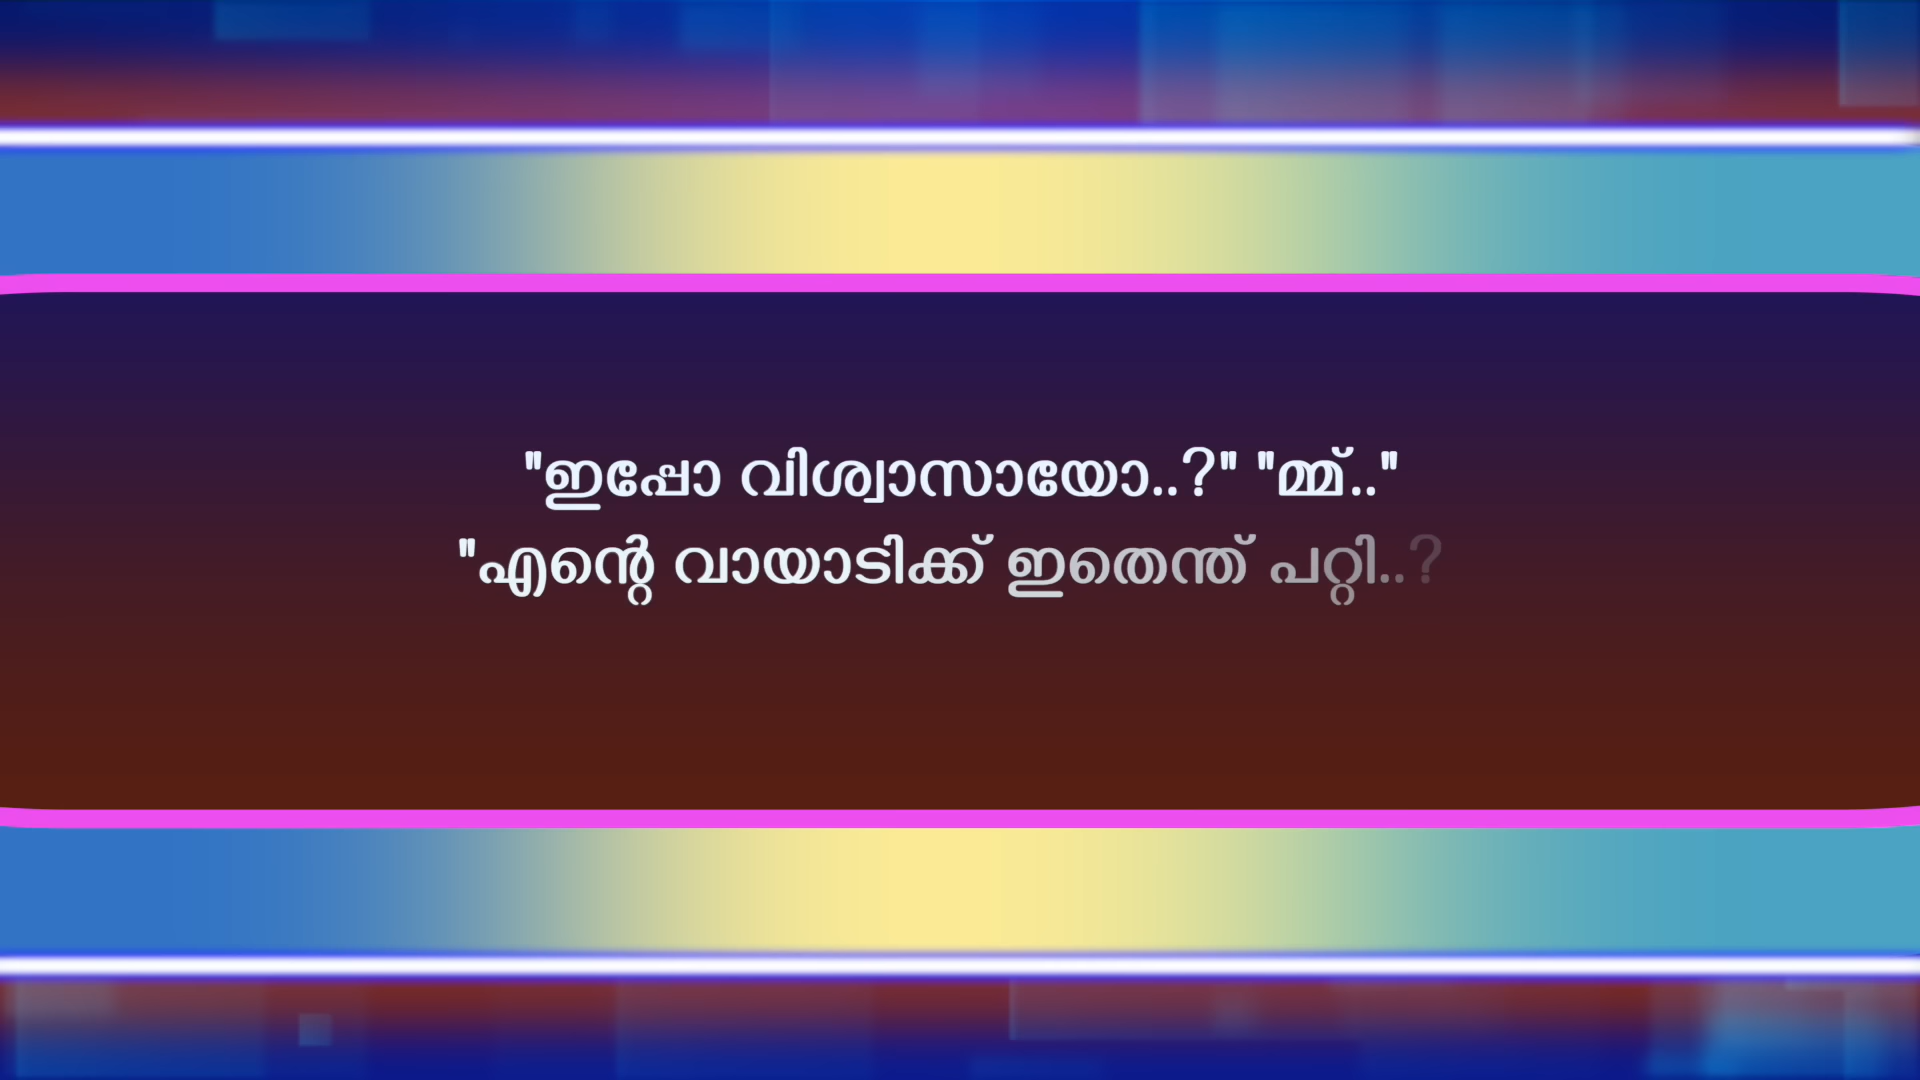 "ഇപ്പോ വിശ്വാസായോ..?" "മ്മ്.."
"എന്റെ വായാടിക്ക് ഇതെന്ത് പറ്റി..?